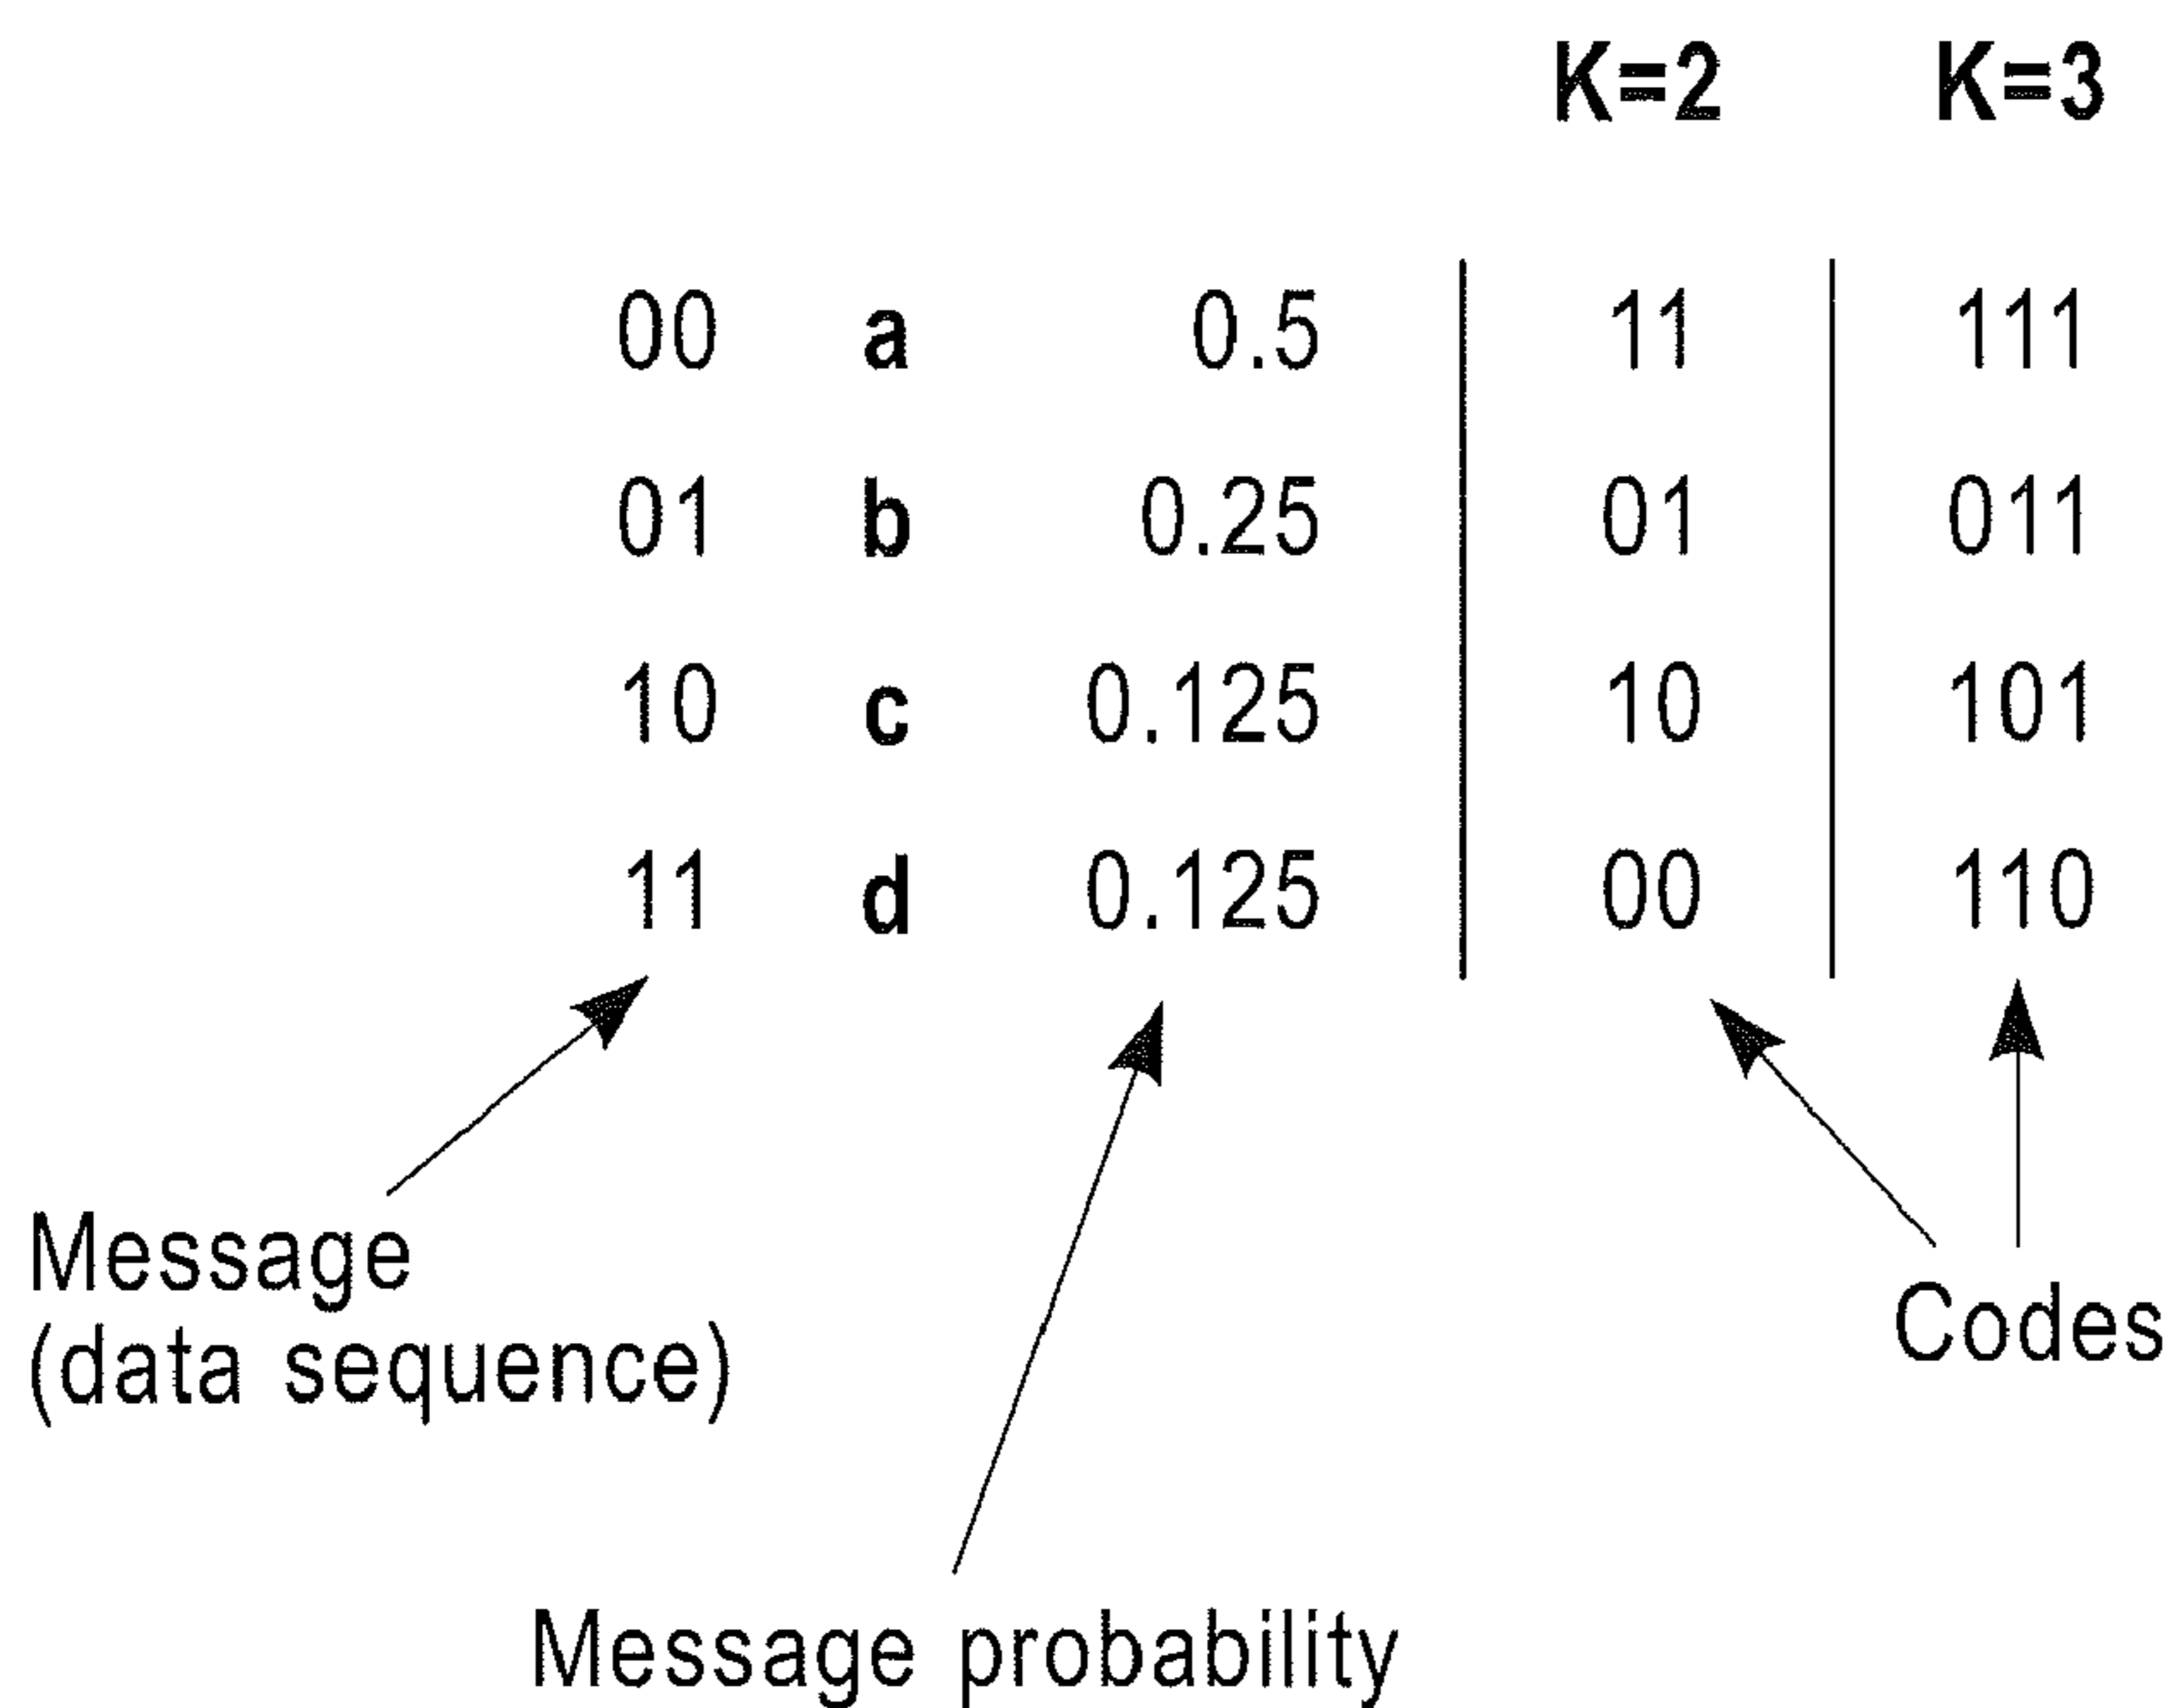 K=2 K=3
00 a 0.5 11 111
01 b 0.25 01 011
10 c 0.125 10 101
11 d 0.125 00 110
Message
(data sequence)
Codes
Message probability